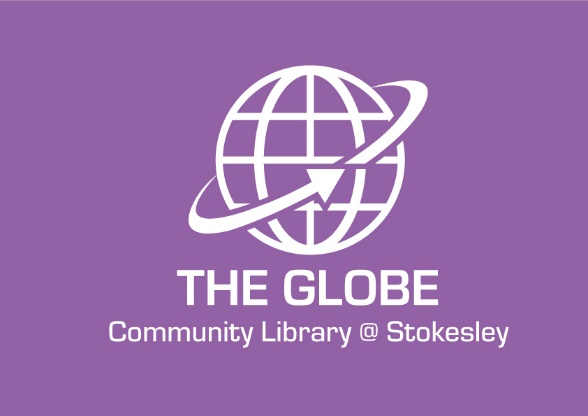 THE GLOBE
Community Library @ Stokesley